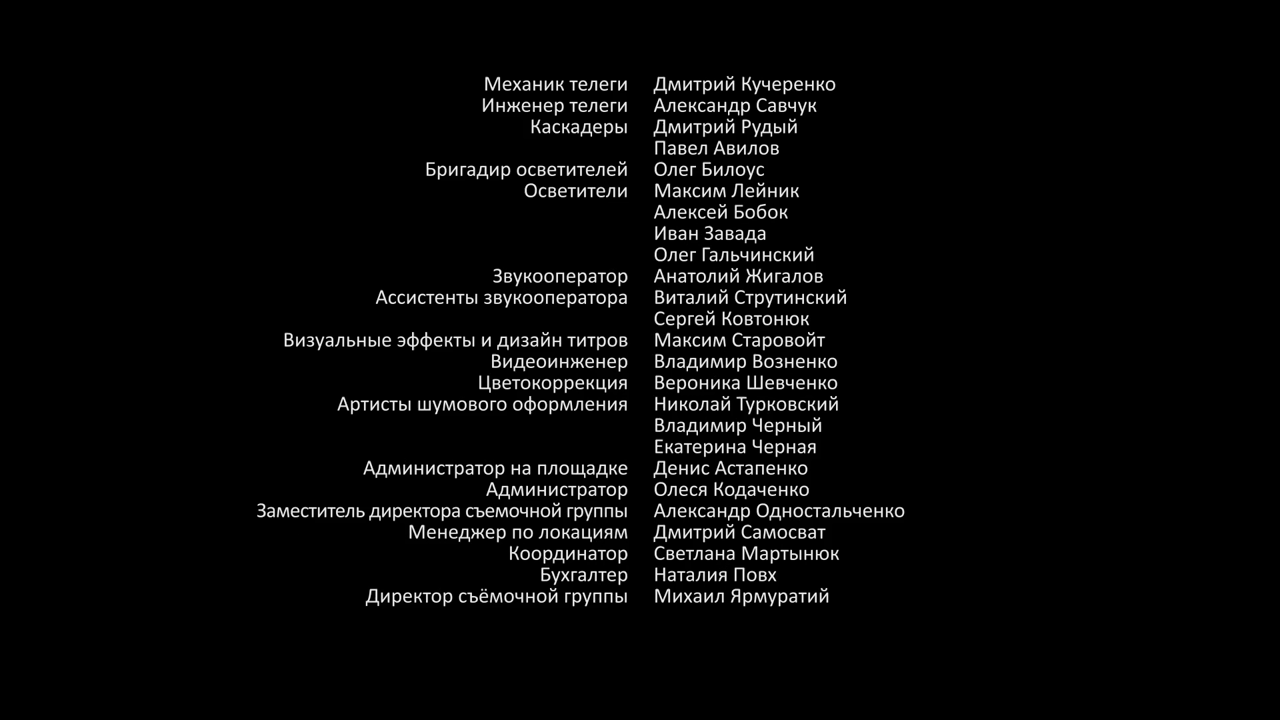 Механик телеги Дмитрий Кучеренко
Инженер телеги Александр Савчук
Каскадеры Дмитрий Рудый
Павел Авилов
Бригадир осветителей Олег Билоус
Осветители Максим Лейник
Алексей Бобок
Иван Завада
Олег Гальчинский
Звукооператор Анатолий Жигалов
Ассистенты звукооператора Виталий Струтинский
Сергей Ковтонюк
Визуальные эффекты и дизайн титров Максим Старовойт
Видеоинженер Владимир Возненко
Цветокоррекция Вероника Шевченко
Артисты шумового оформления Николай Турковский
Владимир Черный
Екатерина Черная
Администратор на площадке Денис Астапенко
Администратор Олеся Кодаченко
Заместитель директора съемочной группы Александр Одностальченко
Менеджер по локациям Дмитрий Самосват
Координатор Светлана Мартынюк
Бухгалтер Наталия Повх
Директор съёмочной группы Михаил Ярмуратий